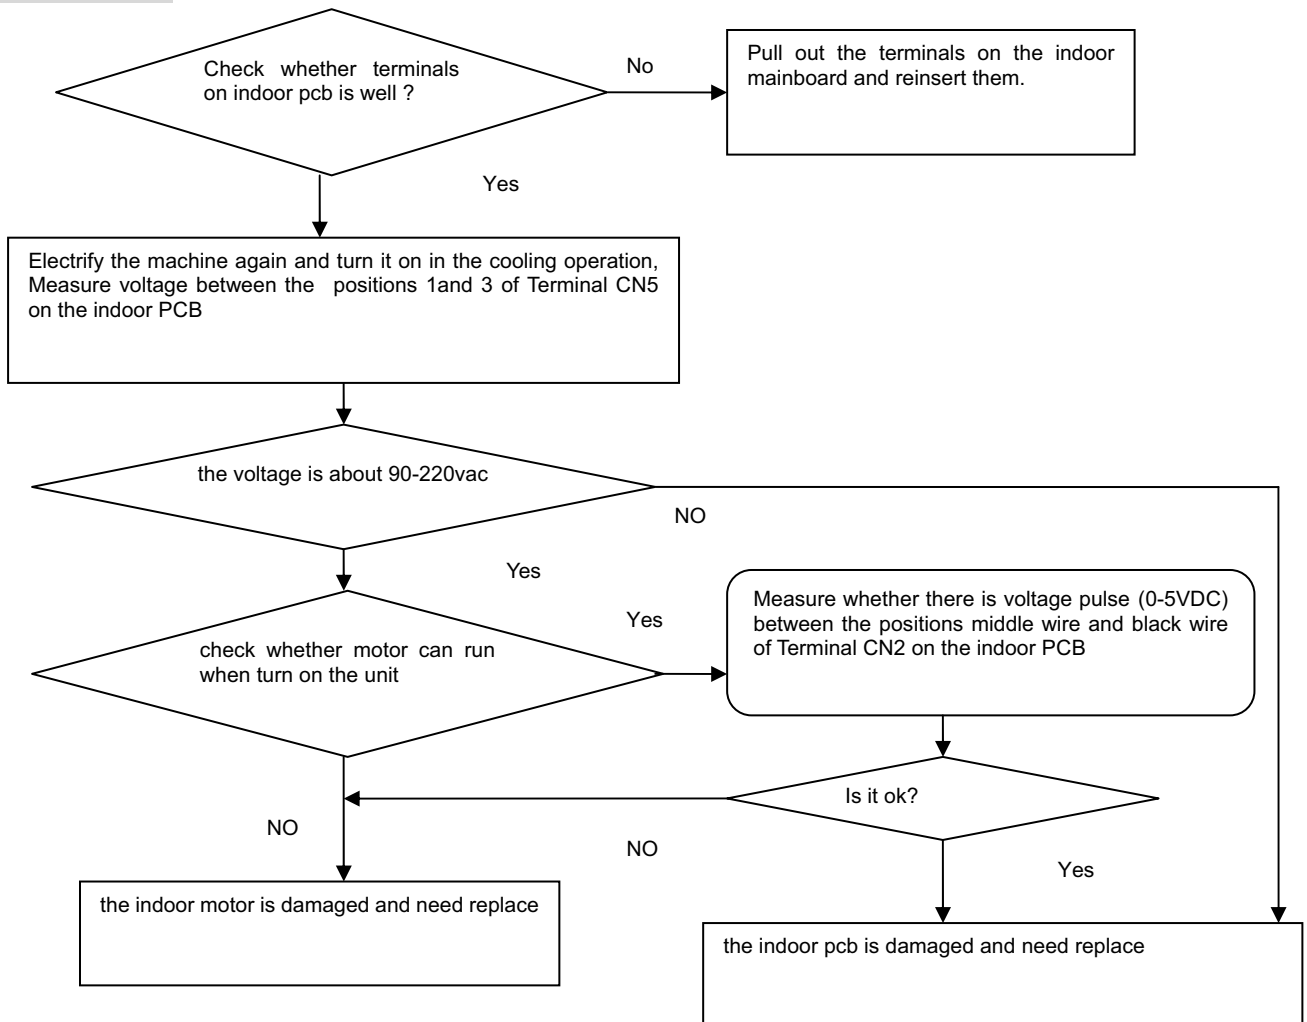 Check whether terminals
on indoor pcb is well ?
No
Pull out the terminals on the indoor
mainboard and reinsert them.
Yes
Electrify the machine again and turn it on in the cooling operation,
Measure voltage between the positions 1and 3 of Terminal CN5
on the indoor PCB
the voltage is about 90-220vac
NO
Yes
check whether motor can run
when turn on the unit
Yes
Measure whether there is voltage pulse (0-5VDC)
between the positions middle wire and black wire
of Terminal CN2 on the indoor PCB
Is it ok?
NO
NO
Yes
the indoor motor is damaged and need replace
the indoor pcb is damaged and need replace